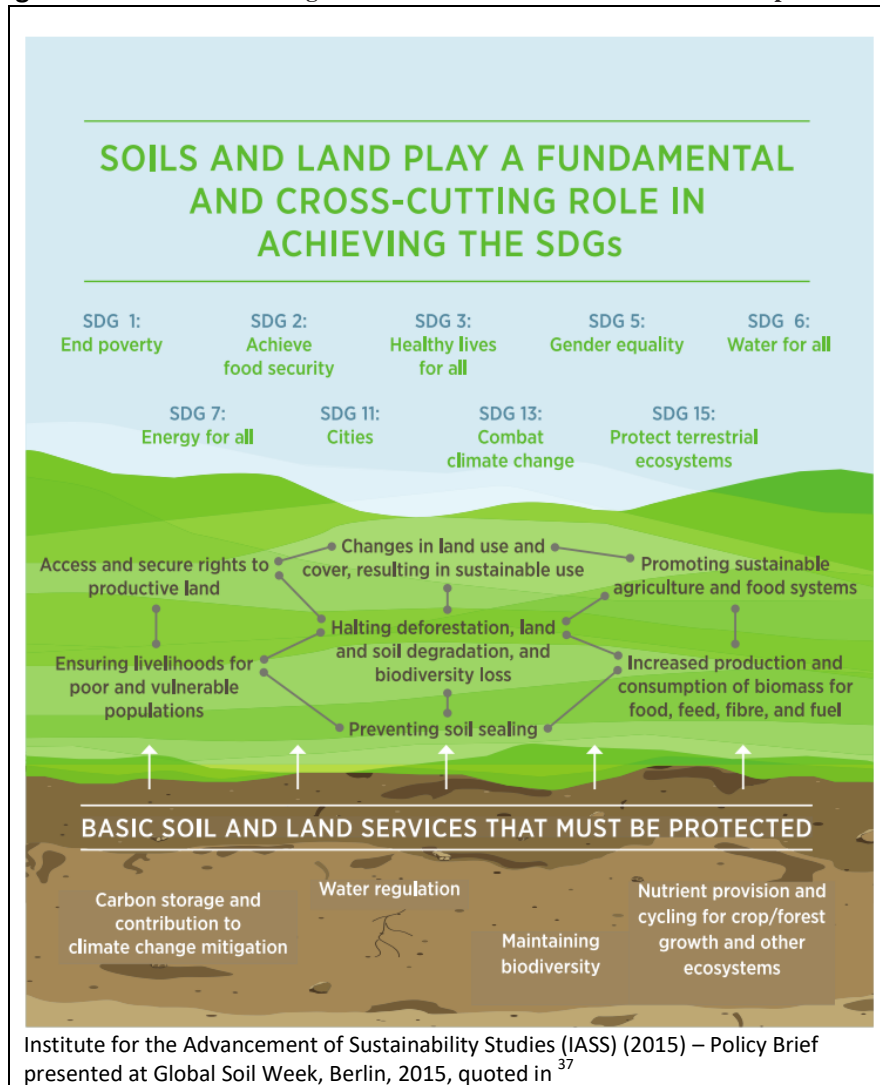 SOILS AND LAND PLAY A FUNDAMENTAL
AND CROSS-CUTTING ROLE IN
ACHIEVING THE SDGs
SDG 1:
End poverty
SDG 2:
Achieve
food security
SDG 3:
Healthy lives
for all
SDG 5:
Gender equality
SDG 6:
Water for all
SDG 7:
Energy for all
SDG 11:
Cities
SDG 13:
Combat
climate change
SDG 15:
Protect terrestrial
ecosystems
Access and secure rights to
productive land
Changes in land use and
cover, resulting in sustainable use
Promoting sustainable
agriculture and food systems
Halting deforestation, land
and soil degradation, and
biodiversity loss
Ensuring livelihoods for
poor and vulnerable
populations
Increased production and
consumption of biomass for
food, feed, fibre, and fuel
Preventing soil sealing
BASIC SOIL AND LAND SERVICES THAT MUST BE PROTECTED
Carbon storage and
contribution to
climate change mitigation
Water regulation
Maintaining
biodiversity
Nutrient provision and
cycling for crop/forest
growth and other
ecosystems
Institute for the Advancement of Sustainability Studies (IASS) (2015) – Policy Brief
presented at Global Soil Week, Berlin, 2015, quoted in 37